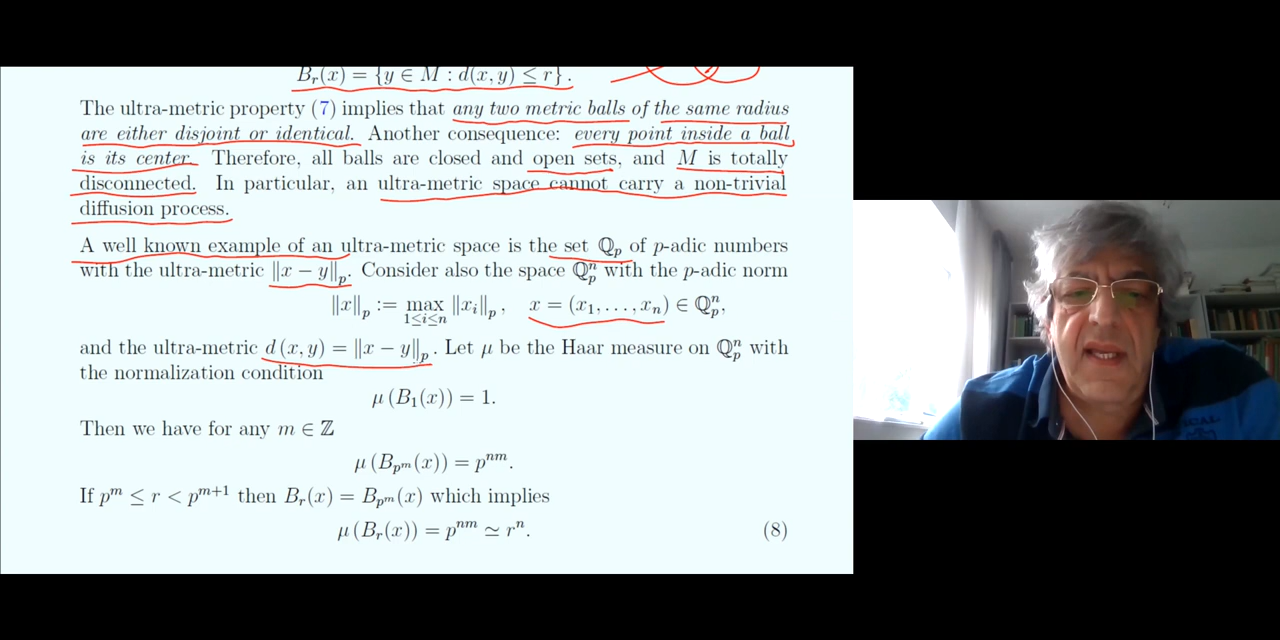 B_r(x) = {y ∈ M : d(x, y) ≤ r} .
The ultra-metric property (7) implies that any two metric balls of the same radius
are either disjoint or identical. Another consequence: every point inside a ball
is its center. Therefore, all balls are closed and open sets, and M is totally
disconnected. In particular, an ultra-metric space cannot carry a non-trivial
diffusion process.
A well known example of an ultra-metric space is the set ℚ_p of p-adic numbers
with the ultra-metric ‖x − y‖_p. Consider also the space ℚ_p^n with the p-adic norm
‖x‖_p := max_{1≤i≤n} ‖x_i‖_p , x = (x_1, . . . , x_n) ∈ ℚ_p^n,
and the ultra-metric d (x, y) = ‖x − y‖_p . Let μ be the Haar measure on ℚ_p^n with
the normalization condition
μ (B_1(x)) = 1.
Then we have for any m ∈ ℤ
μ (B_{p^m}(x)) = p^{nm}.
If p^m ≤ r < p^{m+1} then B_r(x) = B_{p^m}(x) which implies
μ (B_r(x)) = p^{nm} ≃ r^n. (8)